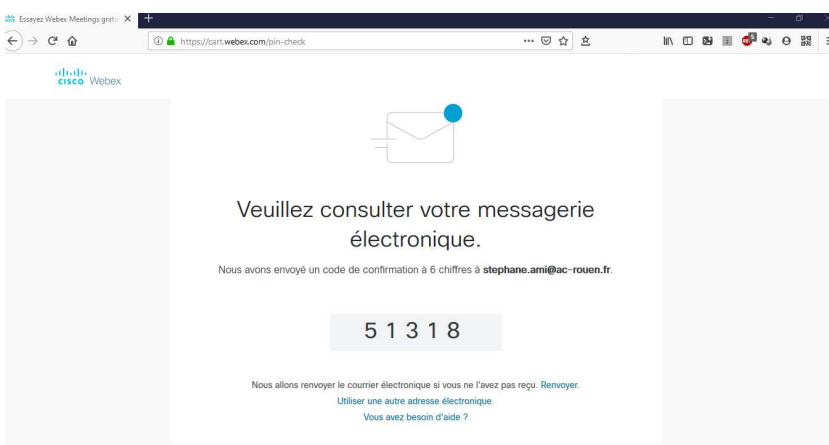 Essayez Webex Meetings gratu
https://cart.webex.com/pin-check
CISCO Webex
Veuillez consulter votre messagerie
électronique.
Nous avons envoyé un code de confirmation à 6 chiffres à stephane.ami@ac-rouen.fr.
5 1 3 1 8
Nous allons renvoyer le courrier électronique si vous ne l'avez pas reçu. Renvoyer.
Utiliser une autre adresse électronique.
Vous avez besoin d'aide ?